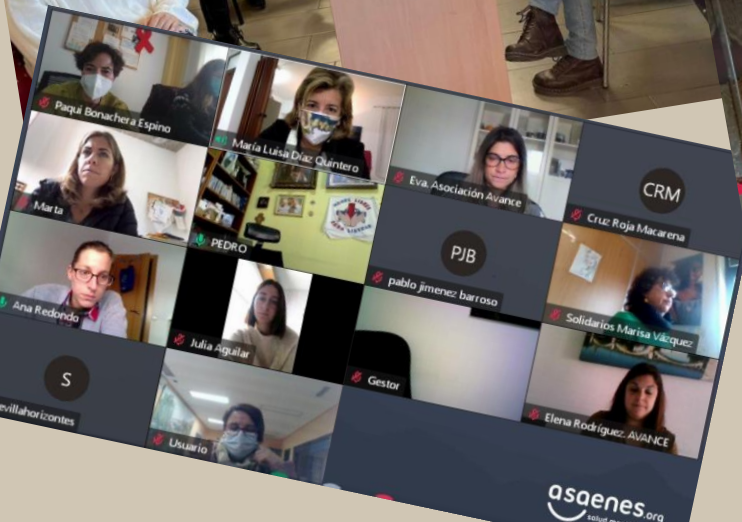 Paqui Bonachera Espino
María Luisa Díaz Quintero
Eva. Asociación Avance
CRM
Cruz Roja Macarena
Marta
PEDRO
PJB
pablo jimenez barroso
Solidarios Marisa Vázquez
Ana Redondo
Julia Aguilar
Gestor
Elena Rodríguez. AVANCE
S
evillahorizontes
Usuario
asaenes.org
salud